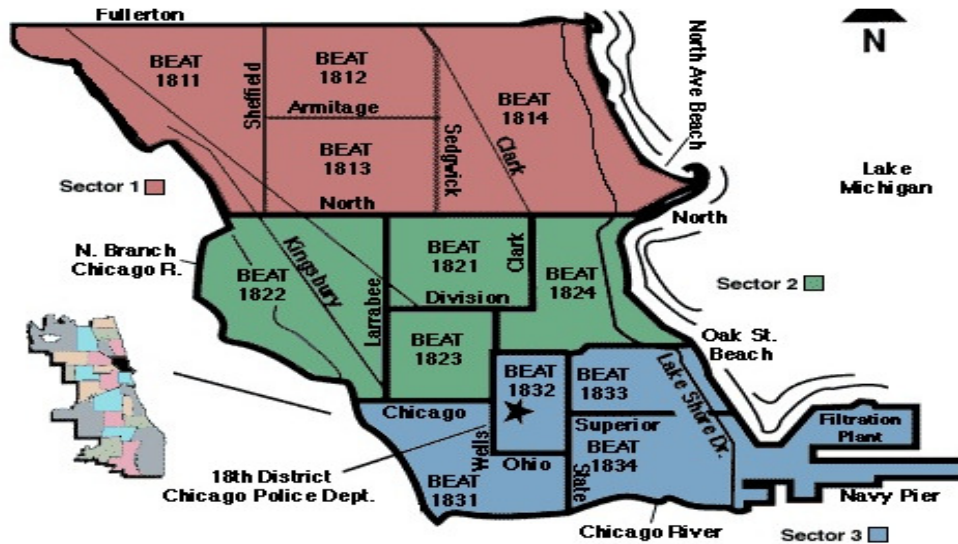 Fullerton
N
BEAT
1811
BEAT
1812
BEAT
1814
North Ave Beach
Sheffield
Armitage
Sedgwick
Clark
BEAT
1813
Lake
Michigan
Sector 1
North
North
N. Branch
Chicago R.
Kingsbury
BEAT
1821
Clark
BEAT
1822
BEAT
1824
Sector 2
Division
Larrabee
Oak St.
Beach
BEAT
1823
BEAT
1832
BEAT
1833
Lake Shore Dr.
Chicago
Superior
Filtration
Plant
Wells
Ohio
BEAT
1834
18th District
Chicago Police Dept.
BEAT
1831
State
Navy Pier
Chicago River
Sector 3